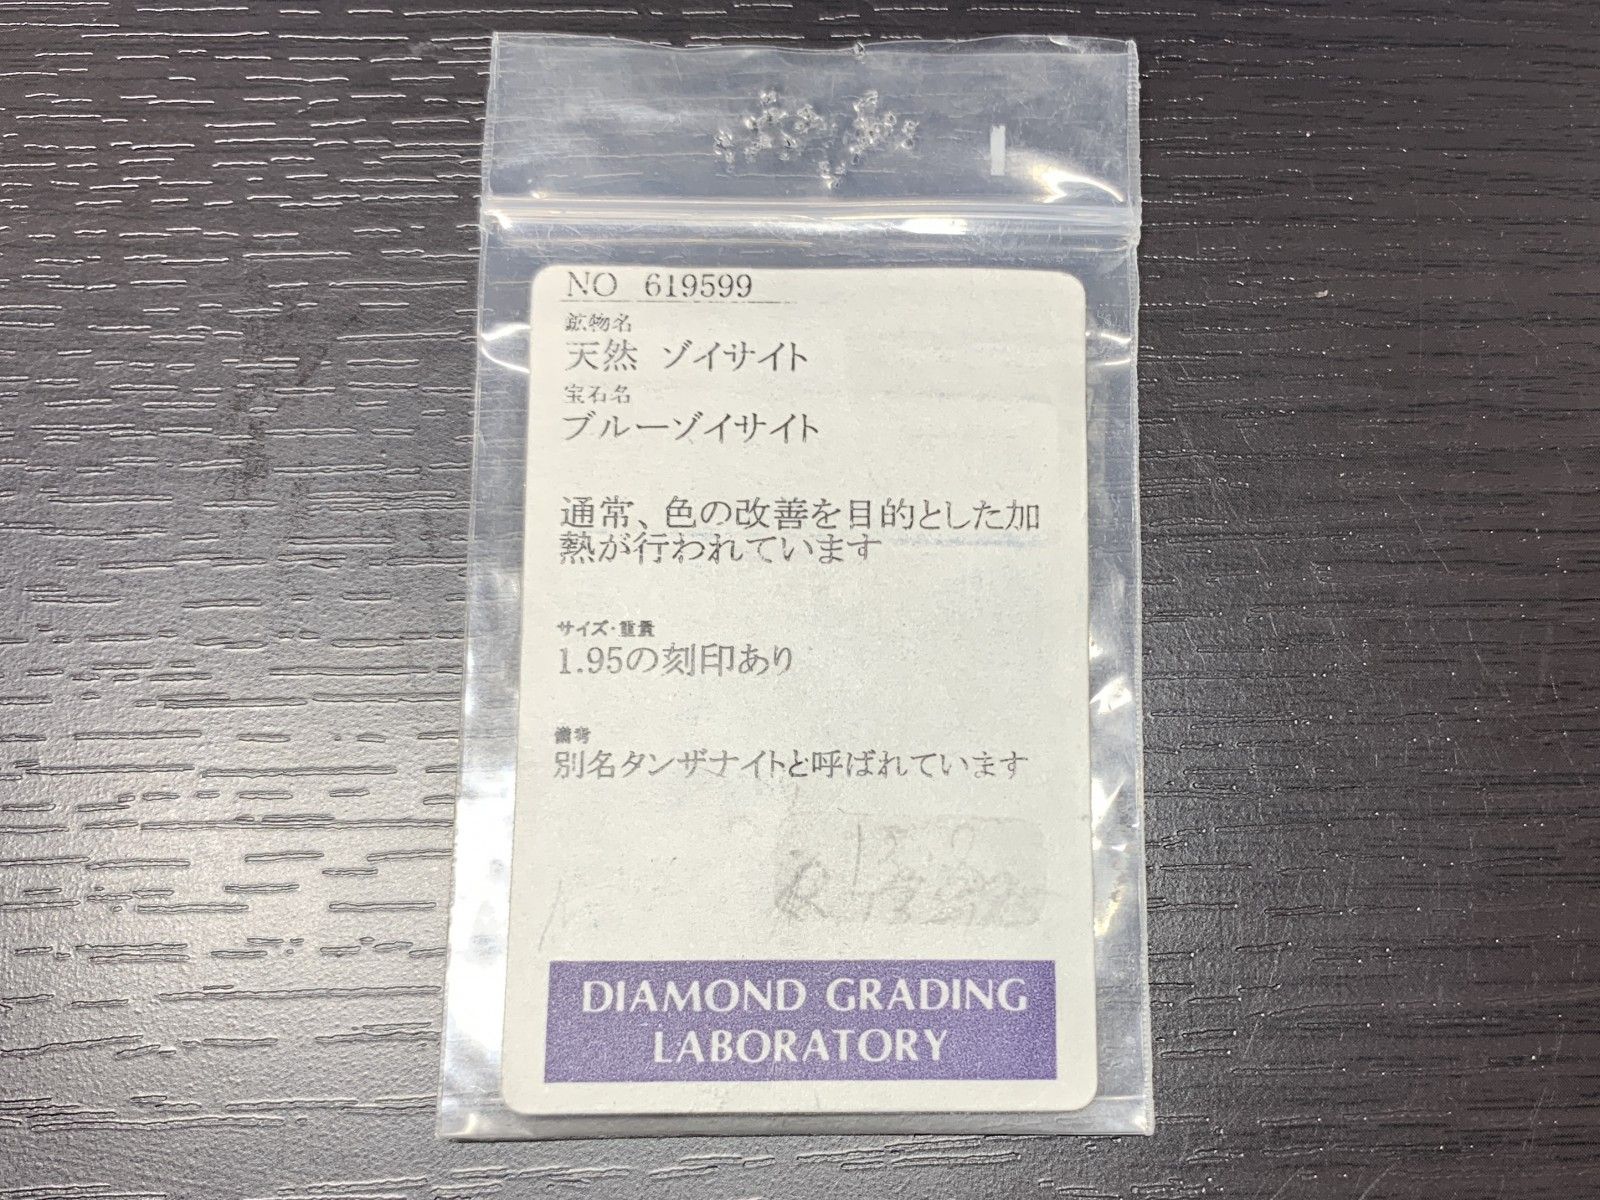 NO 619599
鉱物名
天然 ゾイサイト
宝石名
ブルーゾイサイト
通常、色の改善を目的とした加
熱が行われています
サイズ・重量
1.95の刻印あり
備考
別名タンザナイトと呼ばれています
DIAMOND GRADING
LABORATORY